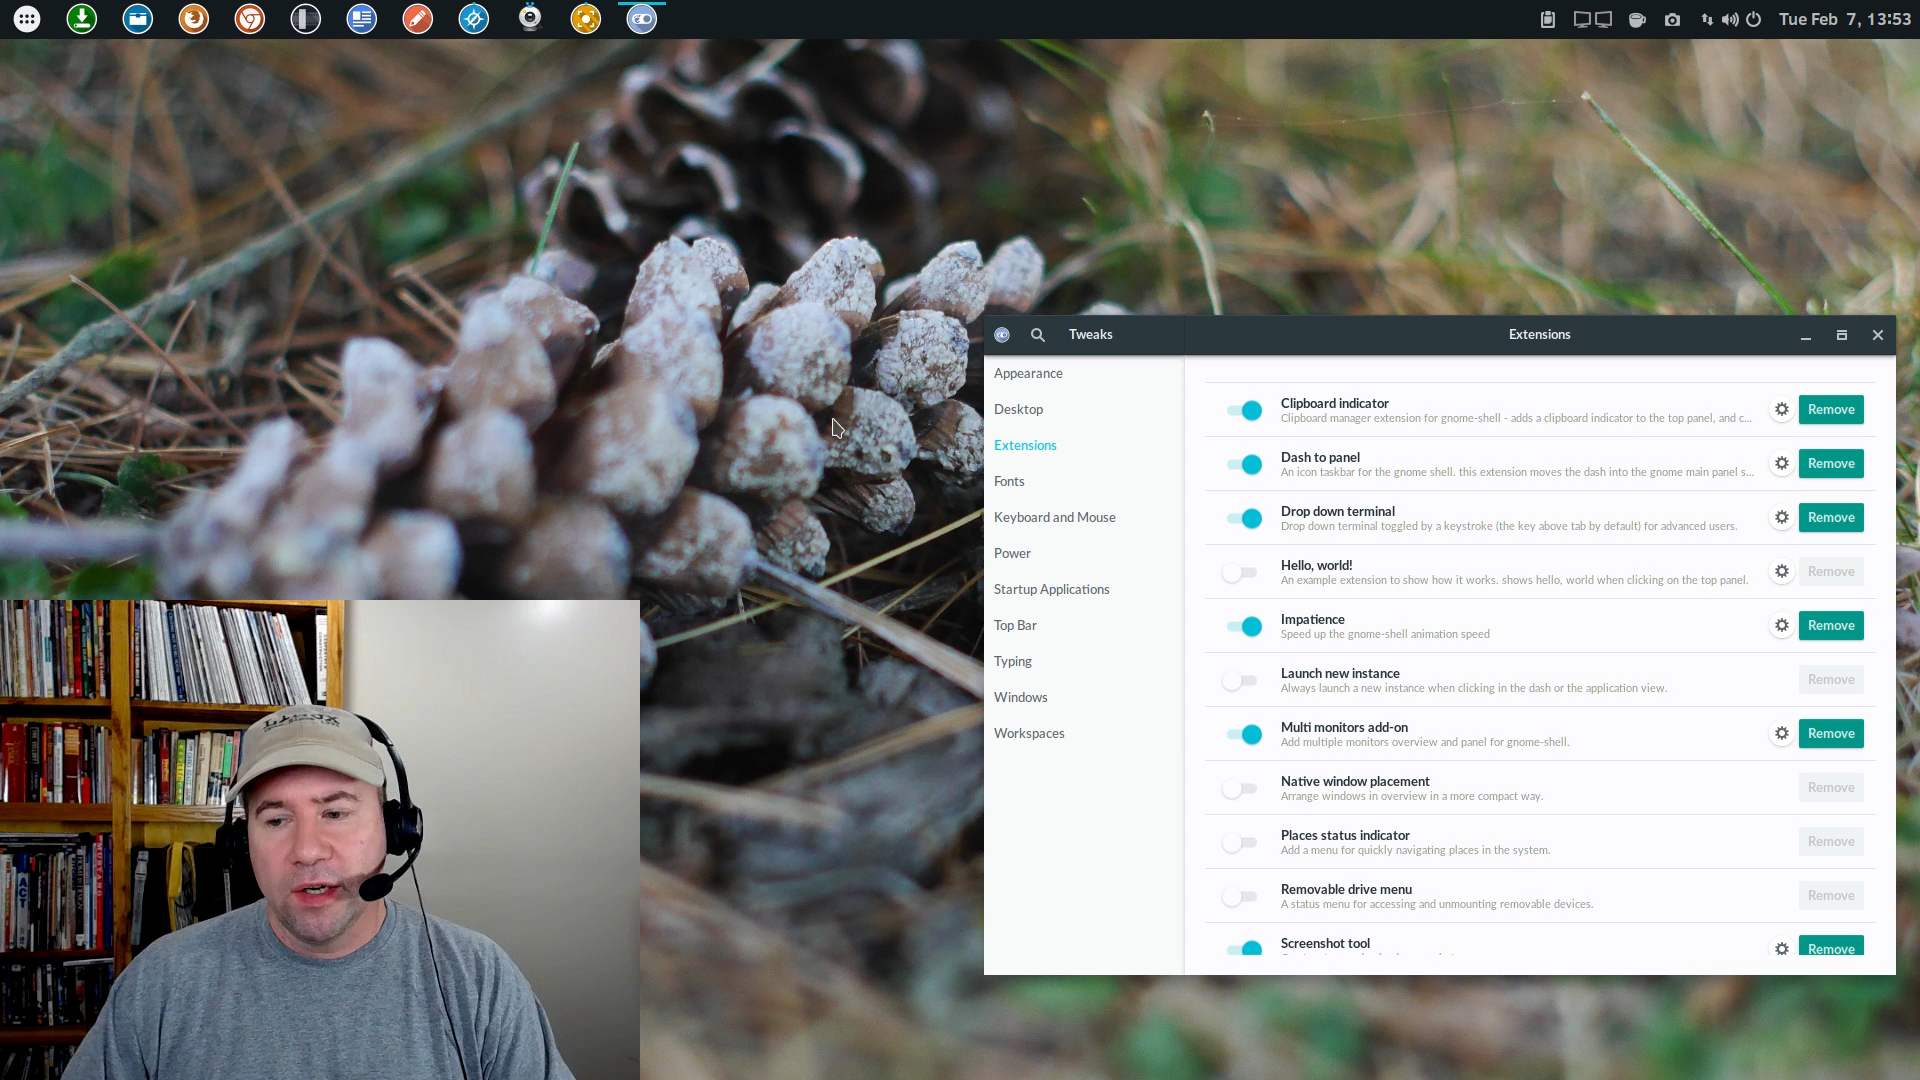 Tue Feb 7, 13:53
Tweaks
Extensions
Appearance
Desktop
Extensions
Fonts
Keyboard and Mouse
Power
Startup Applications
Top Bar
Typing
Windows
Workspaces
Clipboard indicator
Clipboard manager extension for gnome-shell - adds a clipboard indicator to the top panel, and c...
Remove
Dash to panel
An icon taskbar for the gnome shell. this extension moves the dash into the gnome main panel s...
Remove
Drop down terminal
Drop down terminal toggled by a keystroke (the key above tab by default) for advanced users.
Remove
Hello, world!
An example extension to show how it works. shows hello, world when clicking on the top panel.
Remove
Impatience
Speed up the gnome-shell animation speed
Remove
Launch new instance
Always launch a new instance when clicking in the dash or the application view.
Remove
Multi monitors add-on
Add multiple monitors overview and panel for gnome-shell.
Remove
Native window placement
Arrange windows in overview in a more compact way.
Remove
Places status indicator
Add a menu for quickly navigating places in the system.
Remove
Removable drive menu
A status menu for accessing and unmounting removable devices.
Remove
Screenshot tool
Remove